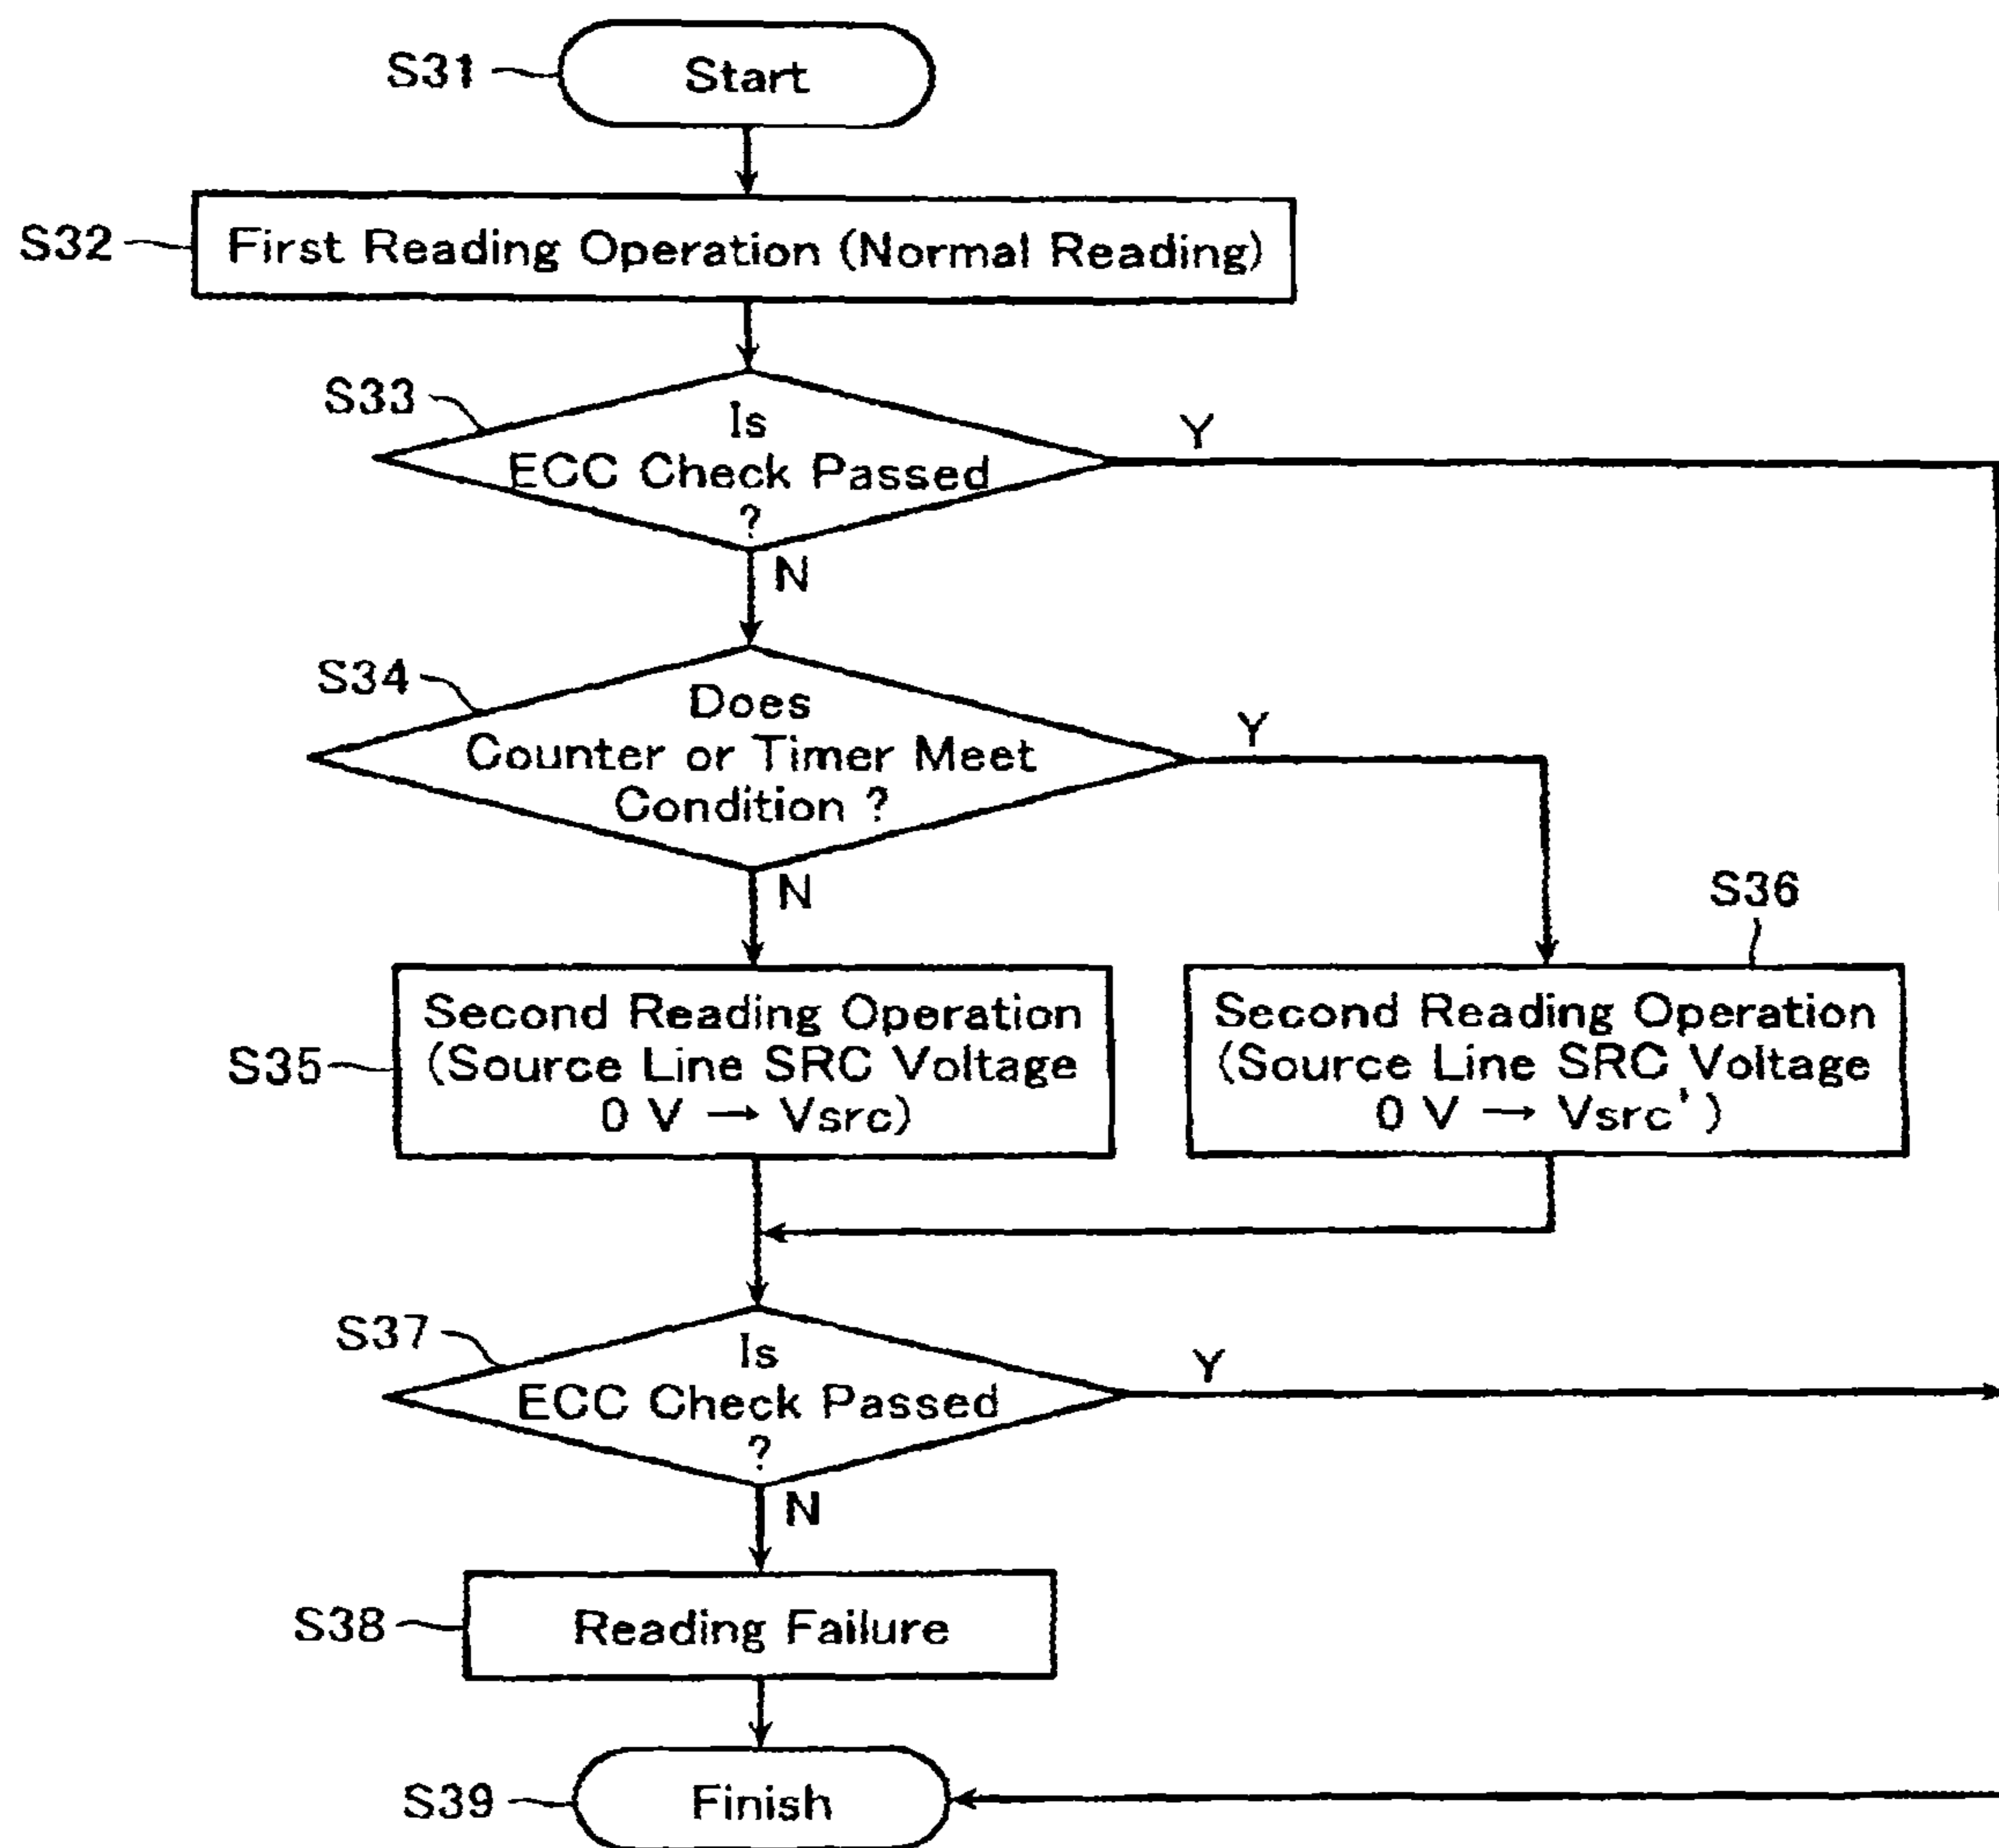 S31
Start
S32
First Reading Operation (Normal Reading)
S33
Is
ECC Check Passed
?
Y
N
S34
Does
Counter or Timer Meet
Condition ?
Y
N
S35
Second Reading Operation
(Source Line SRC Voltage
0 V → Vsrc)
S36
Second Reading Operation
(Source Line SRC Voltage
0 V → Vsrc')
S37
Is
ECC Check Passed
?
Y
N
S38
Reading Failure
S39
Finish